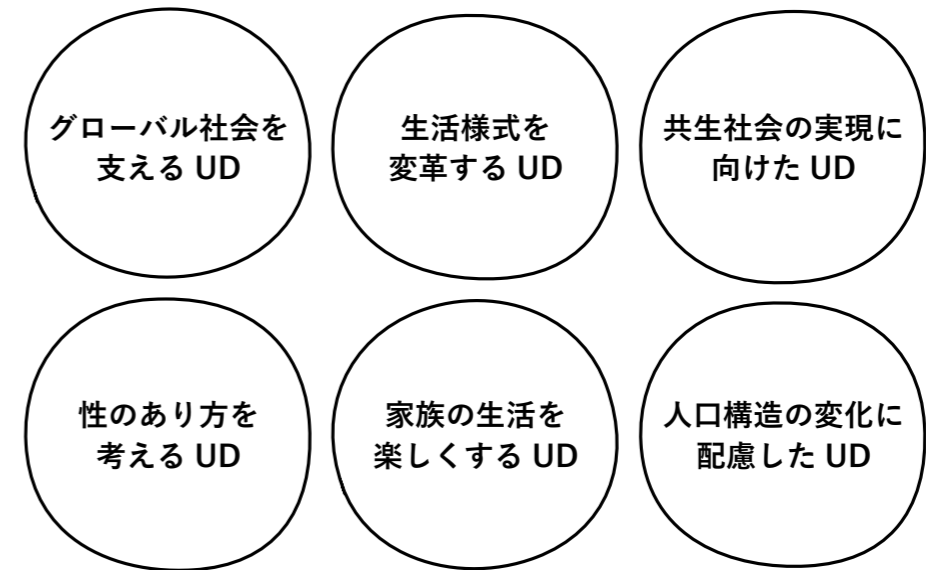 グローバル社会を
支える UD
生活様式を
変革する UD
共生社会の実現に
向けた UD
性のあり方を
考える UD
家族の生活を
楽しくする UD
人口構造の変化に
配慮した UD